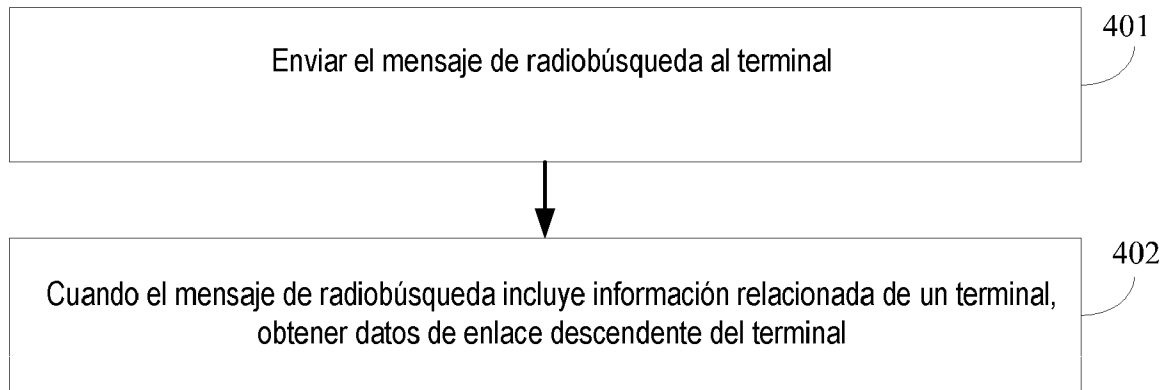 Enviar el mensaje de radiobúsqueda al terminal
401
Cuando el mensaje de radiobúsqueda incluye información relacionada de un terminal,
obtener datos de enlace descendente del terminal
402